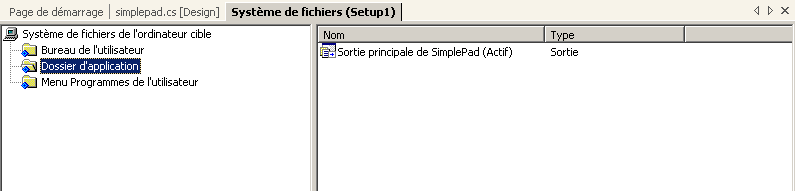 Page de démarrage | simplepad.cs [Design] Système de fichiers (Setup1)
Système de fichiers de l'ordinateur cible
Bureau de l'utilisateur
Dossier d'application
Menu Programmes de l'utilisateur
Nom Type
Sortie principale de SimplePad (Actif) Sortie